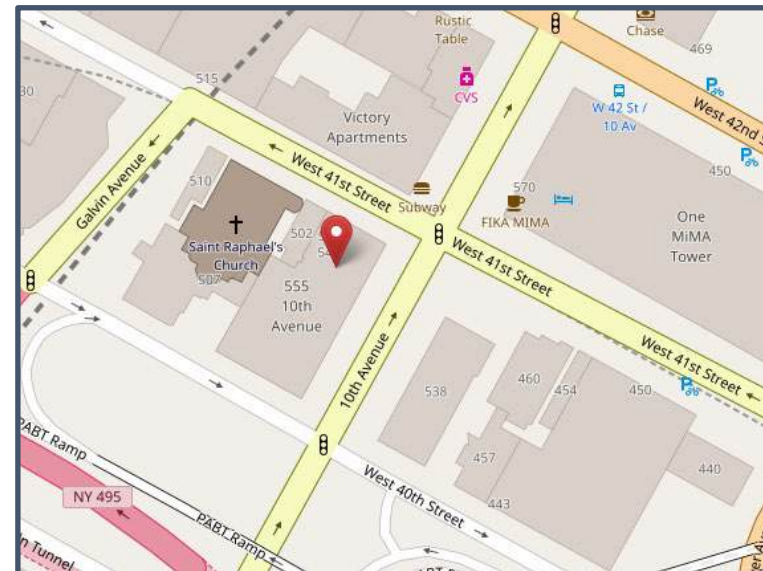 Rustic
Table
Chase
469
CVS
515
30
West 42nd S
W 42 St /
10 Av
Victory
Apartments
Galvin Avenue
West 41st Street
510
450
570
Subway
FIKA MIMA
One
MiMA
Tower
Saint Raphael's
Church
502
507
555
10th
Avenue
West 41st Street
10th Avenue
West 41st Street
538
460
454
450
457
440
443
West 40th Street
PABT Ramp
NY 495
PABT Ramp
n Tunnel